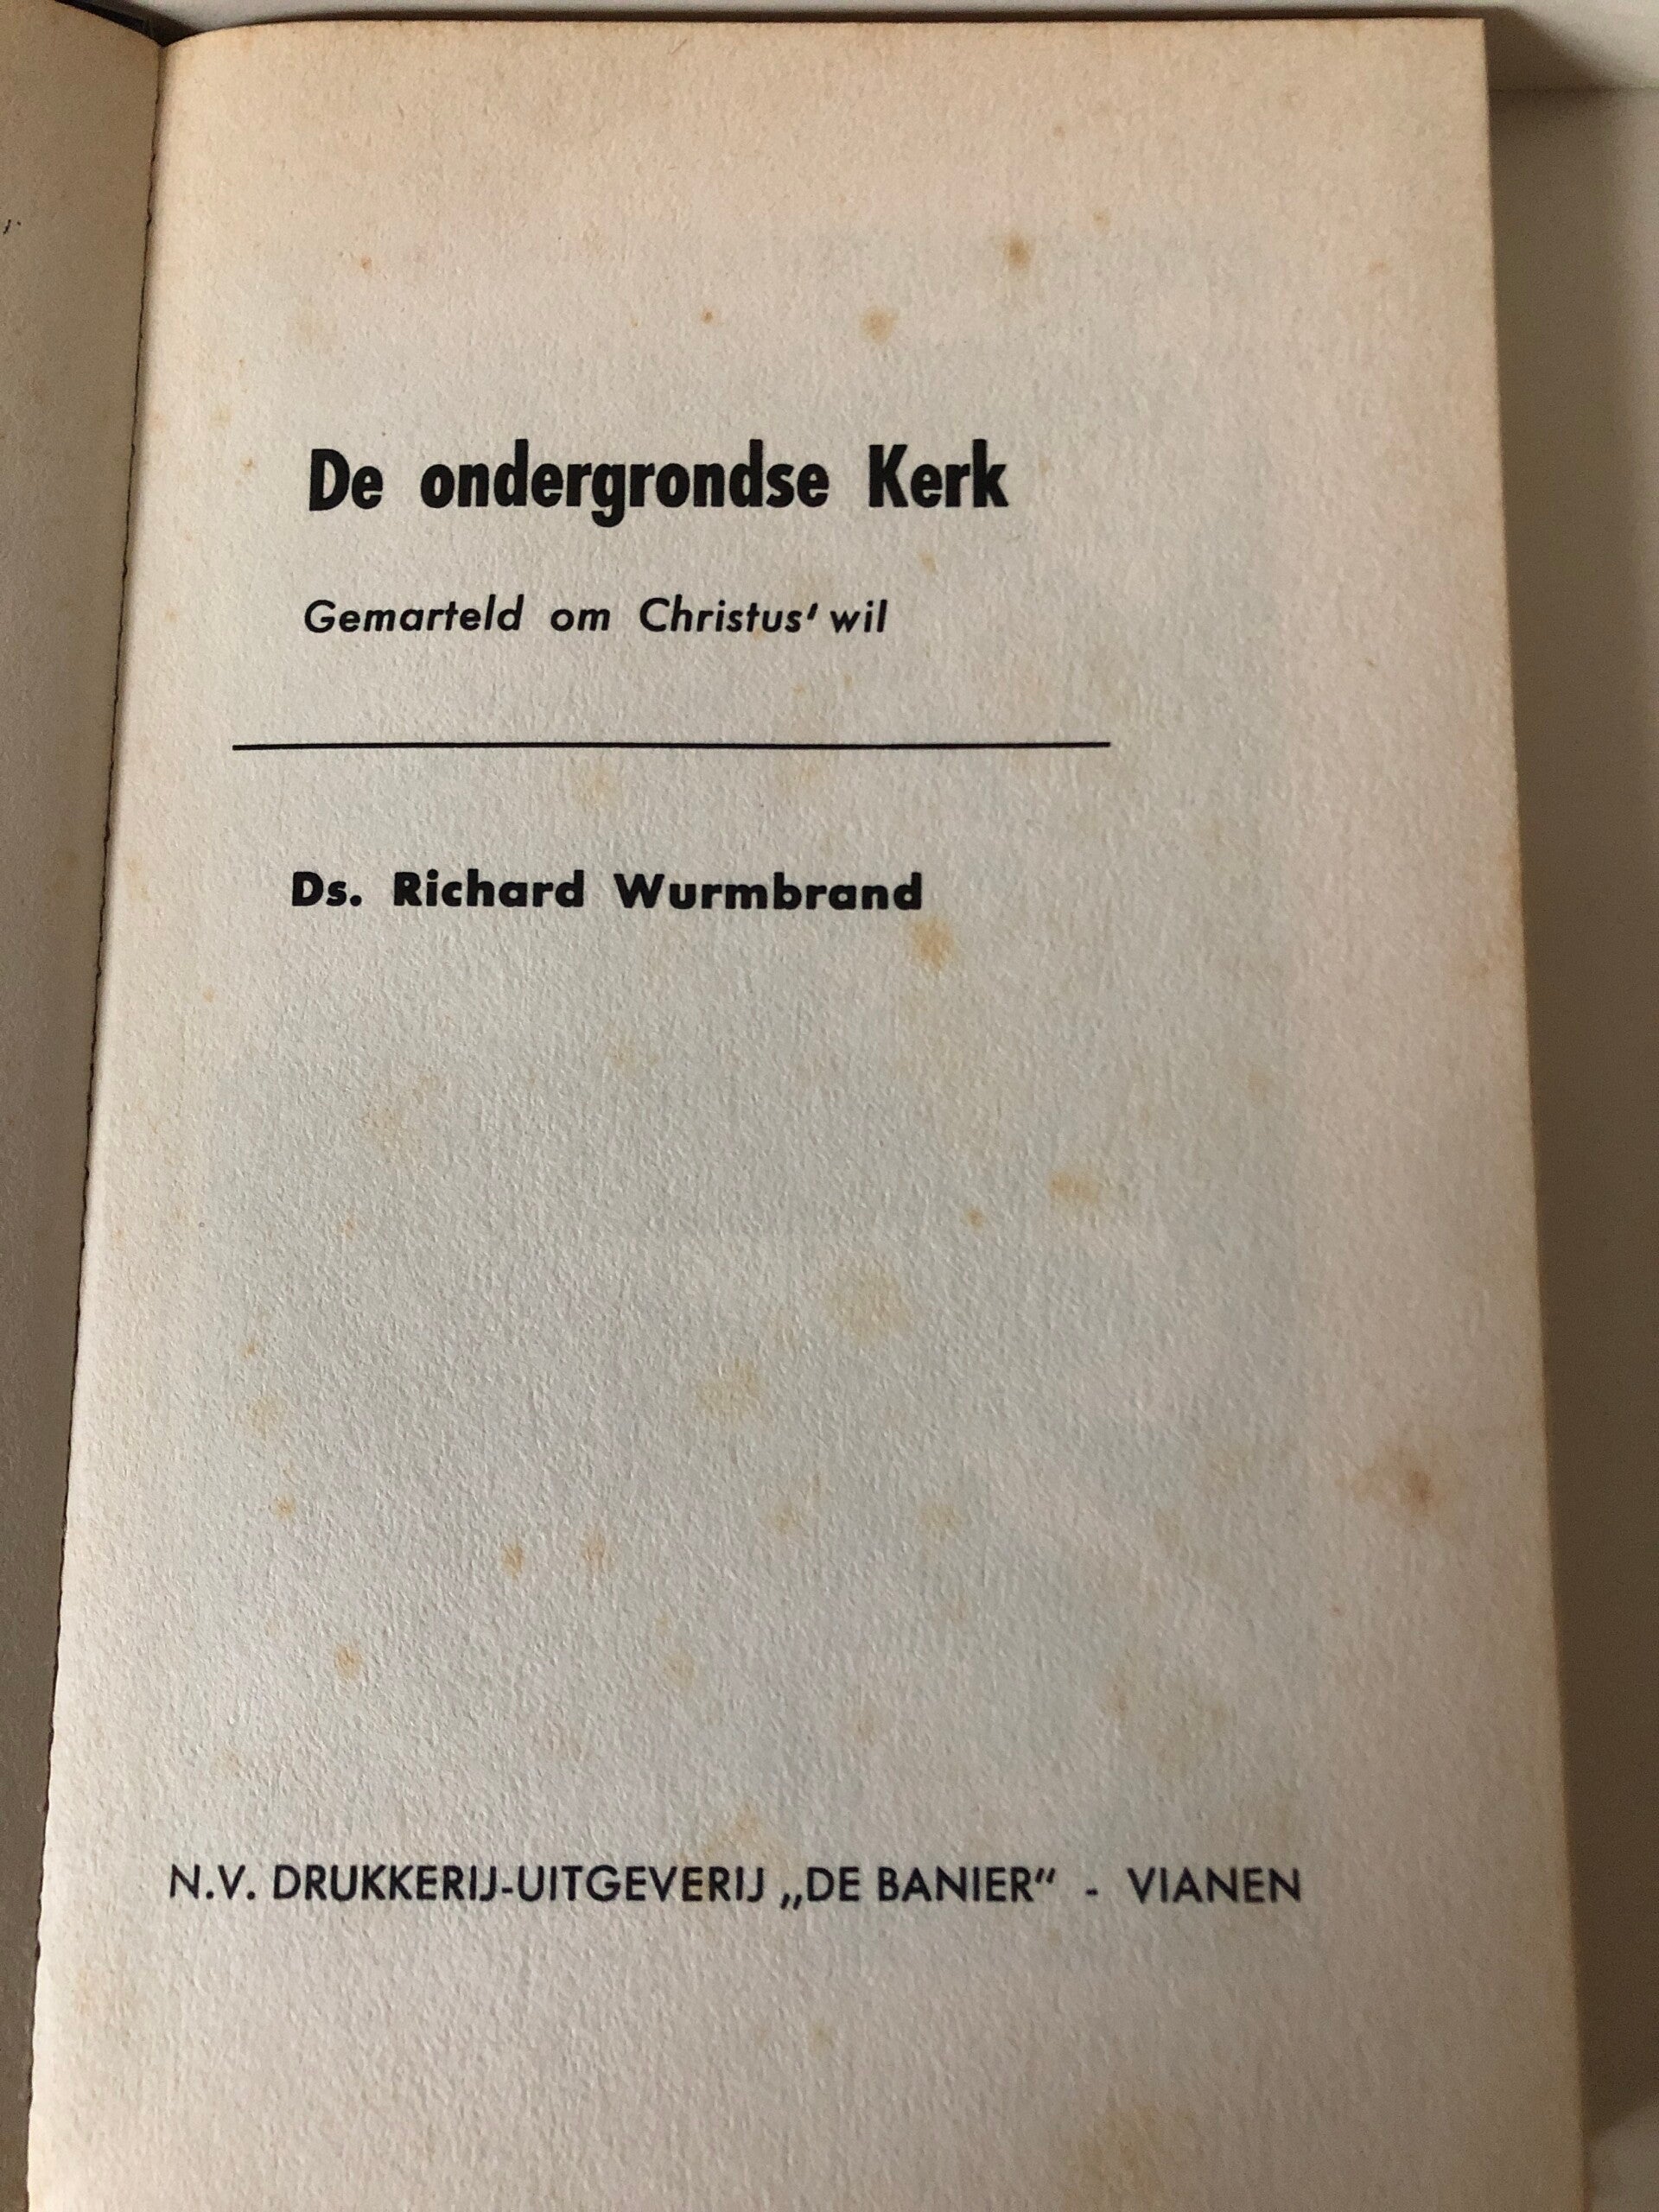 De ondergrondse Kerk
Gemarteld om Christus' wil
Ds. Richard Wurmbrand
N.V. DRUKKERIJ-UITGEVERIJ „DE BANIER“ - VIANEN